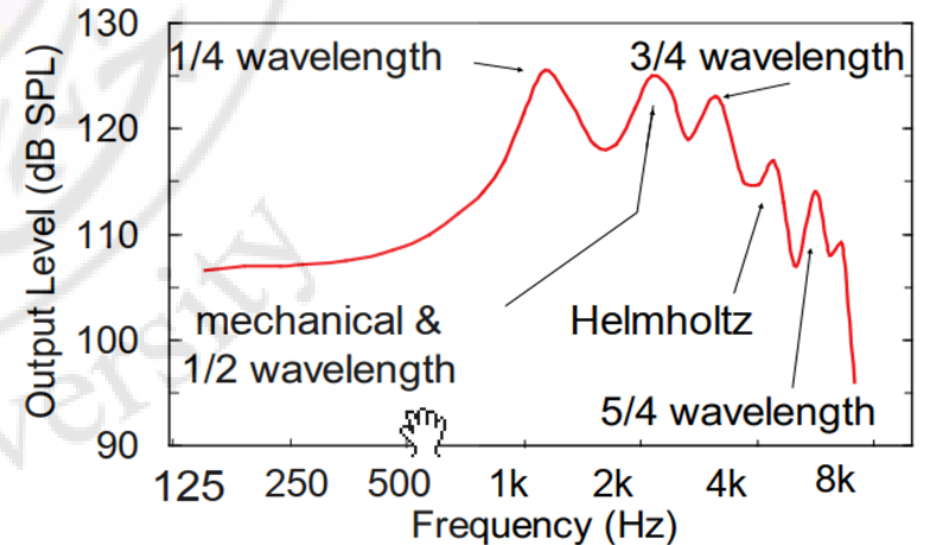 Output Level (dB SPL)
130
120
110
100
90
1/4 wavelength
3/4 wavelength
mechanical &
1/2 wavelength
Helmholtz
5/4 wavelength
125 250 500 1k 2k 4k 8k
Frequency (Hz)
versity